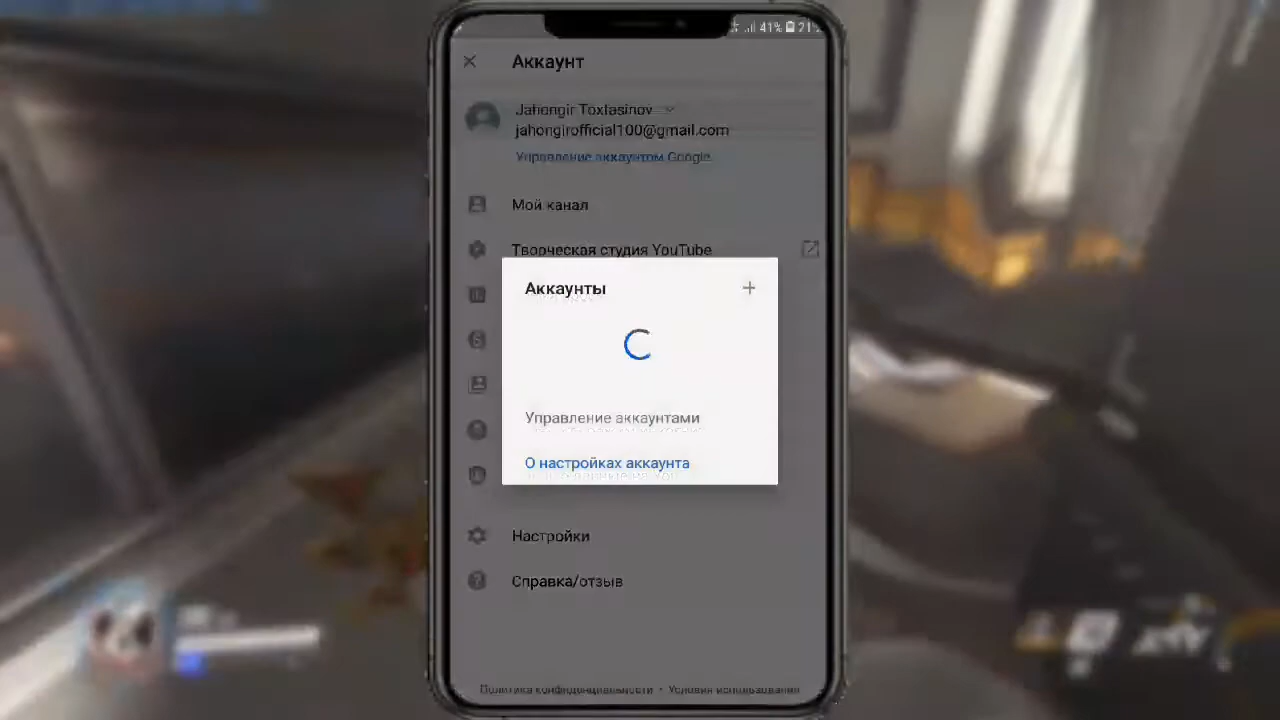 41% 21%
Аккаунт
Jahongir Toxtasinov
jahongirofficial100@gmail.com
Управление аккаунтом Google
Мой канал
Творческая студия YouTube
Аккаунты
Управление аккаунтами
О настройках аккаунта
Настройки
Справка/отзыв
Политика конфиденциальности • Условия использования